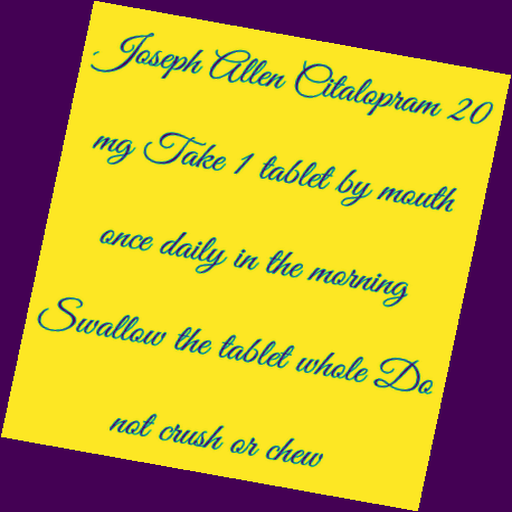 Joseph Allen Citalopram 20
mg Take 1 tablet by mouth
once daily in the morning
Swallow the tablet whole Do
not crush or chew